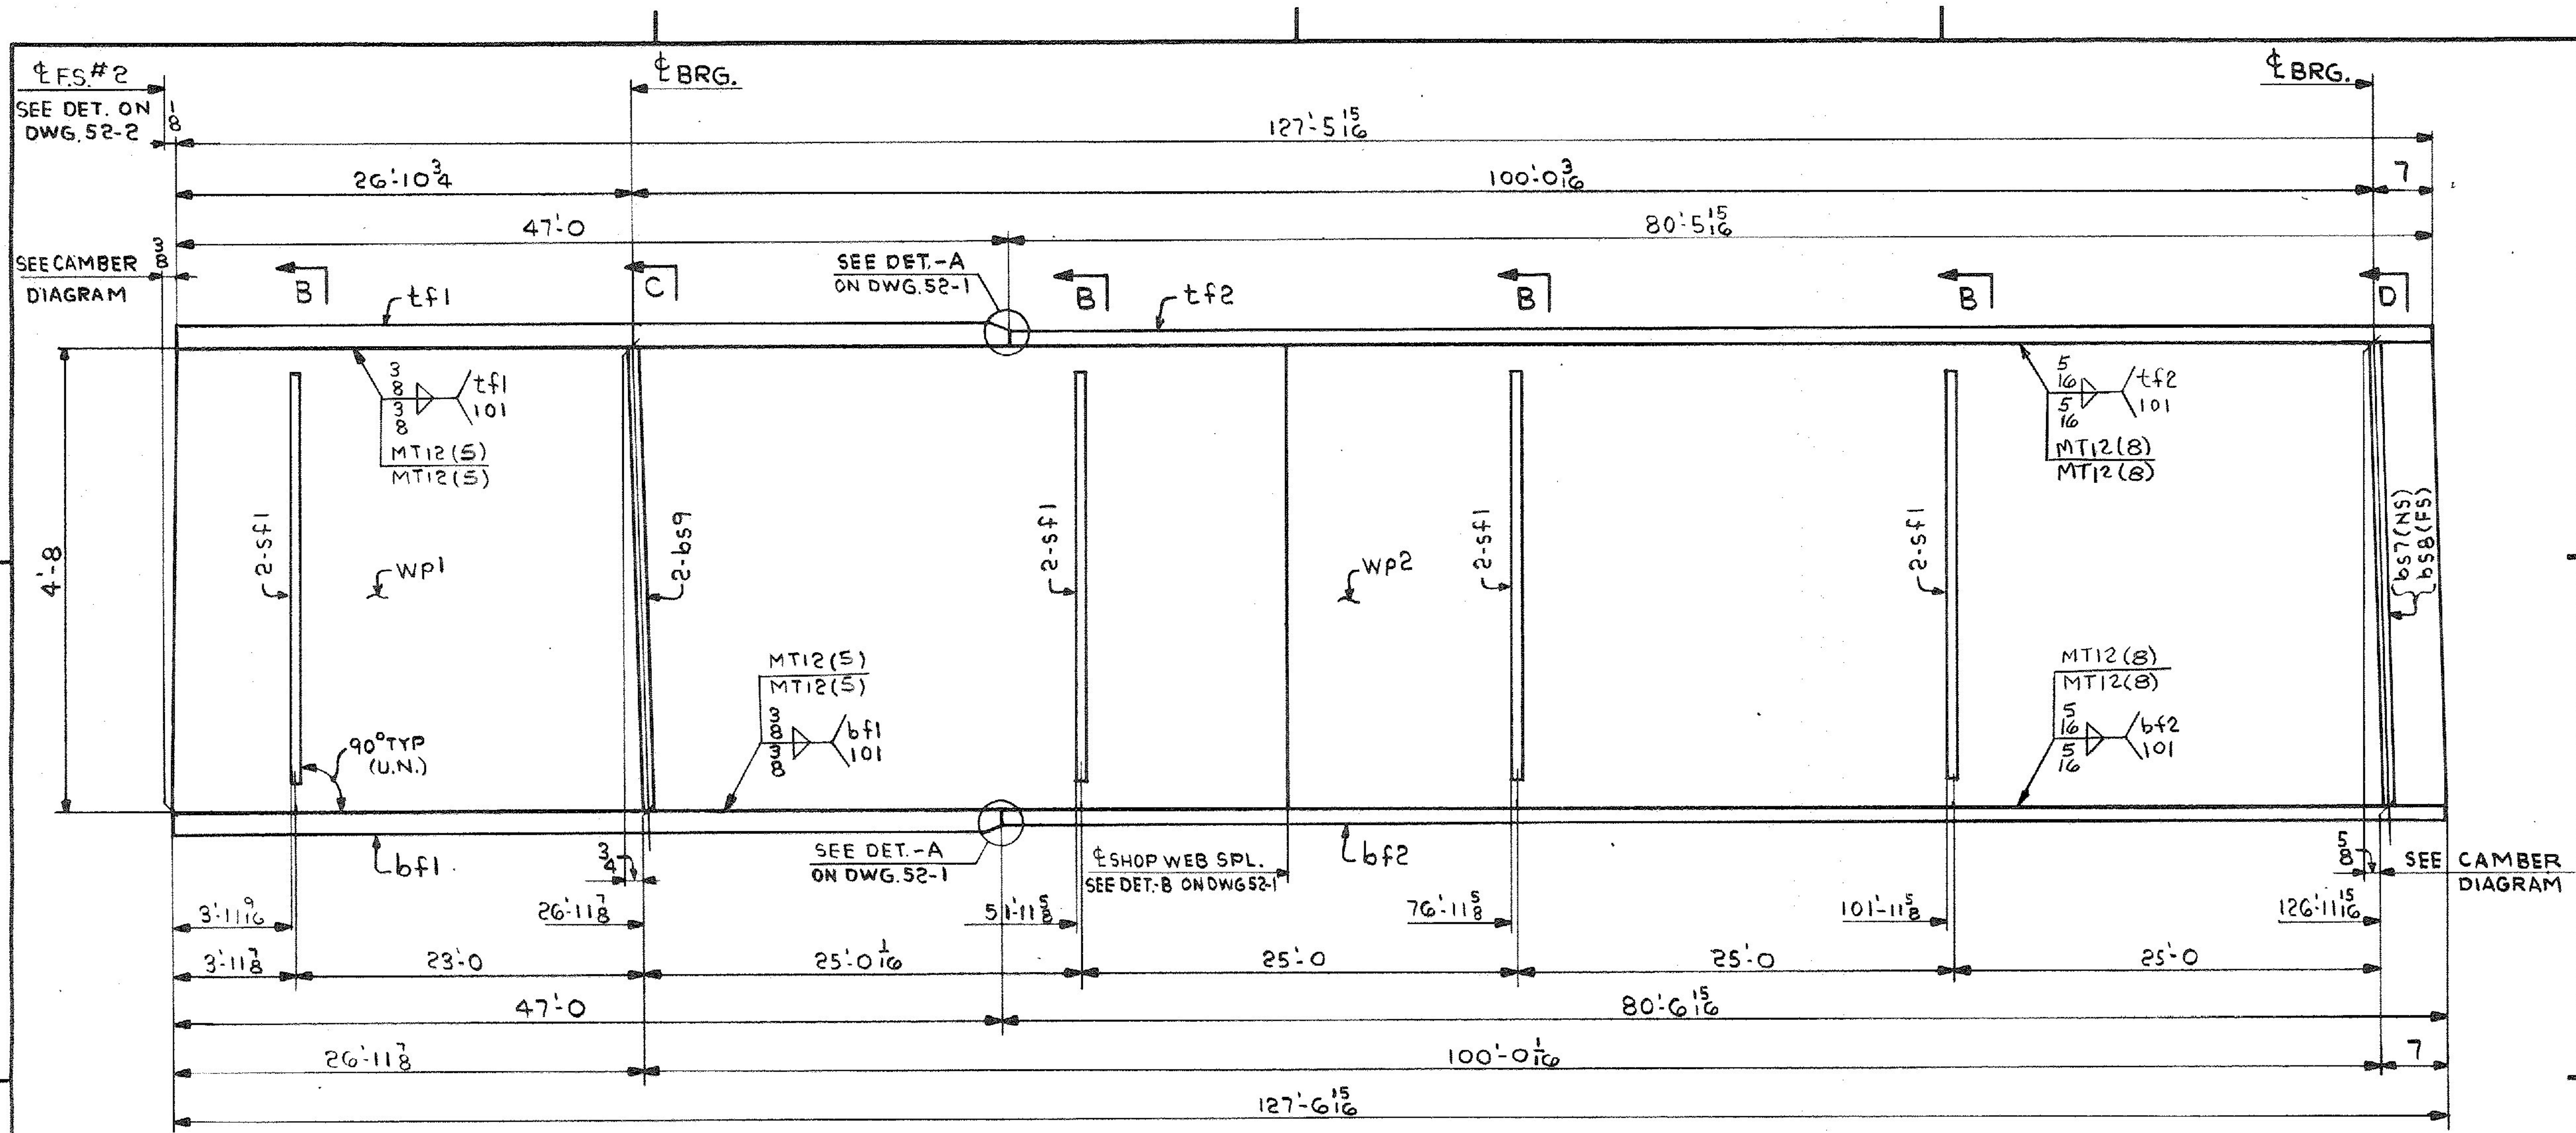 ℄ F.S.#2
SEE DET. ON
DWG. 52-2
1/8
℄ BRG.
℄ BRG.
127'-5 15/16
26'-10 3/4
100'-0 3/16
7
47'-0
80'-5 15/16
SEE CAMBER
DIAGRAM
3/8
B
tf1
C
SEE DET.-A
ON DWG. 52-1
B
tf2
B
B
D
4'-8
3/8
3/8
tf1
101
MT12(5)
MT12(5)
5/16
5/16
tf2
101
MT12(8)
MT12(8)
2-sf1
wp1
2-bs9
2-sf1
wp2
2-sf1
2-sf1
bs7(NS)
bs8(FS)
90° TYP
(U.N.)
MT12(5)
MT12(5)
3/8
3/8
bf1
101
MT12(8)
MT12(8)
5/16
5/16
bf2
101
bf1
3/4
SEE DET.-A
ON DWG. 52-1
℄ SHOP WEB SPL.
SEE DET.-B ON DWG 52-1
bf2
5/8
SEE CAMBER
DIAGRAM
3'-11 9/16
26'-11 7/8
51'-11 5/8
76'-11 5/8
101'-11 5/8
126'-11 15/16
3'-11 7/8
23'-0
25'-0 1/16
25'-0
25'-0
25'-0
47'-0
80'-6 15/16
26'-11 7/8
100'-0 1/16
7
127'-6 15/16